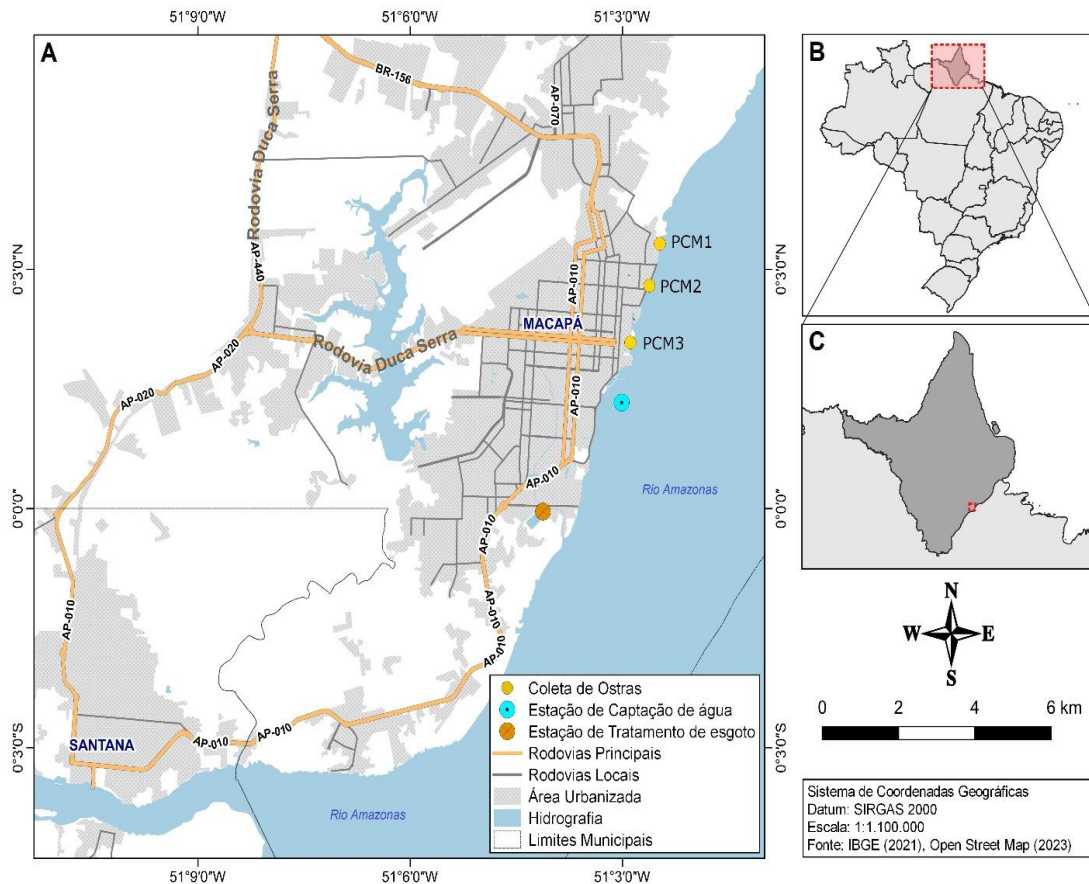 51°9'0"W
51°6'0"W
51°3'0"W
A
BR-156
AP-070
Rodovia Duca Serra
AP-440
0°3'0"N
0°3'0"N
PCM1
PCM2
AP-010
MACAPÁ
PCM3
Rodovia Duca Serra
AP-020
AP-020
AP-010
AP-010
Rio Amazonas
0°0'0"
0°0'0"
AP-010
AP-010
AP-010
AP-010
AP-010
SANTANA
AP-010
AP-010
0°3'0"S
0°3'0"S
Rio Amazonas
Coleta de Ostras
Estação de Captação de água
Estação de Tratamento de esgoto
Rodovias Principais
Rodovias Locais
Área Urbanizada
Hidrografia
Limites Municipais
51°9'0"W
51°6'0"W
51°3'0"W
B
C
N
W
E
S
0 2 4 6 km
Sistema de Coordenadas Geográficas
Datum: SIRGAS 2000
Escala: 1:1.100.000
Fonte: IBGE (2021), Open Street Map (2023)